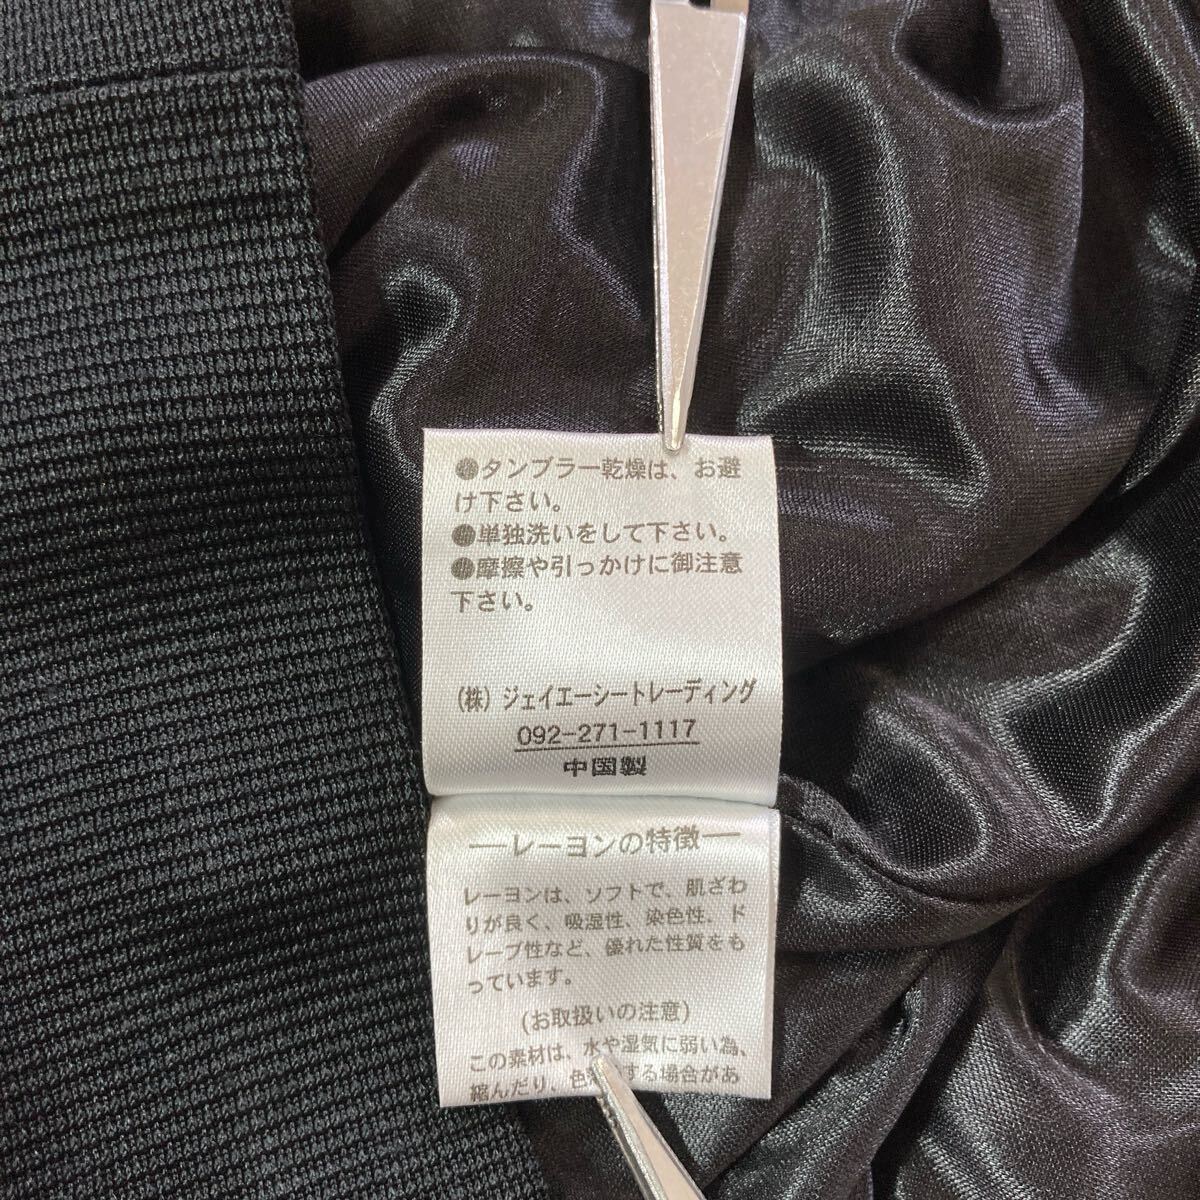 ●タンブラー乾燥は、お避
け下さい。
●単独洗いをして下さい。
●摩擦や引っかけに御注意
下さい。
(株)ジェイエーシートレーディング
092-271-1117
中国製
―レーヨンの特徴―
レーヨンは、ソフトで、肌ざわ
りが良く、吸湿性、染色性、ド
レープ性など、優れた性質をも
っています。
(お取扱いの注意)
この素材は、水や湿気に弱い為、
縮んだり、色 する場合があ